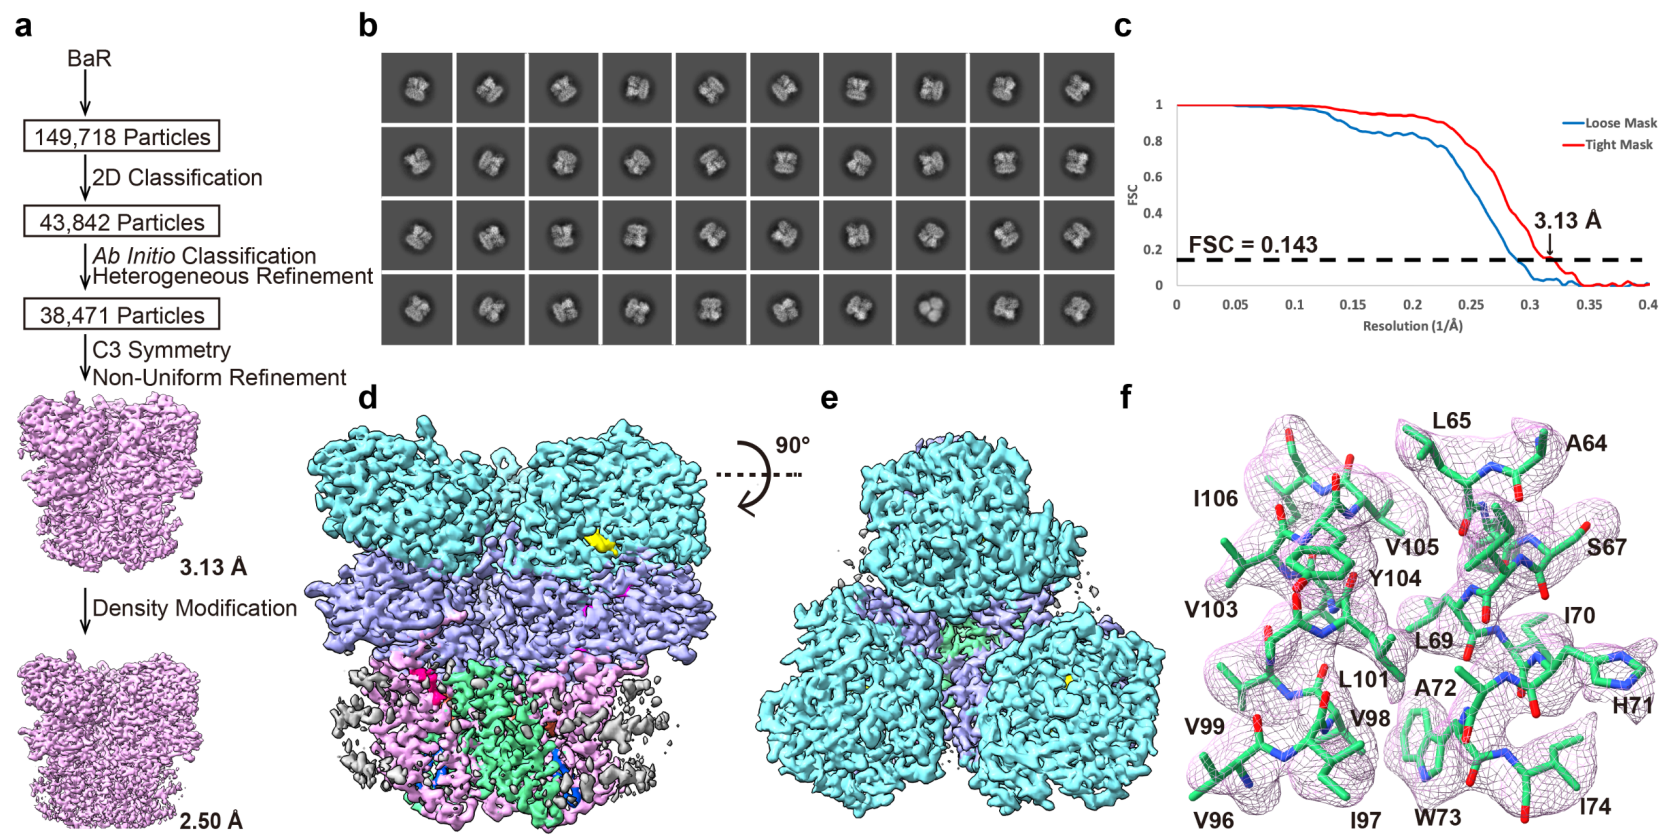 a
BaR
149,718 Particles
2D Classification
43,842 Particles
Ab Initio Classification
Heterogeneous Refinement
38,471 Particles
C3 Symmetry
Non-Uniform Refinement
3.13 Å
Density Modification
2.50 Å
b
c
1
0.8
0.6
0.4
0.2
0
FSC
0
0.05
0.1
0.15
0.2
0.25
0.3
0.35
0.4
Resolution (1/Å)
Loose Mask
Tight Mask
3.13 Å
FSC = 0.143
d
90°
e
f
L65
A64
I106
V105
S67
Y104
V103
I70
L69
L101
A72
H71
V99
V98
V96
I97
W73
I74